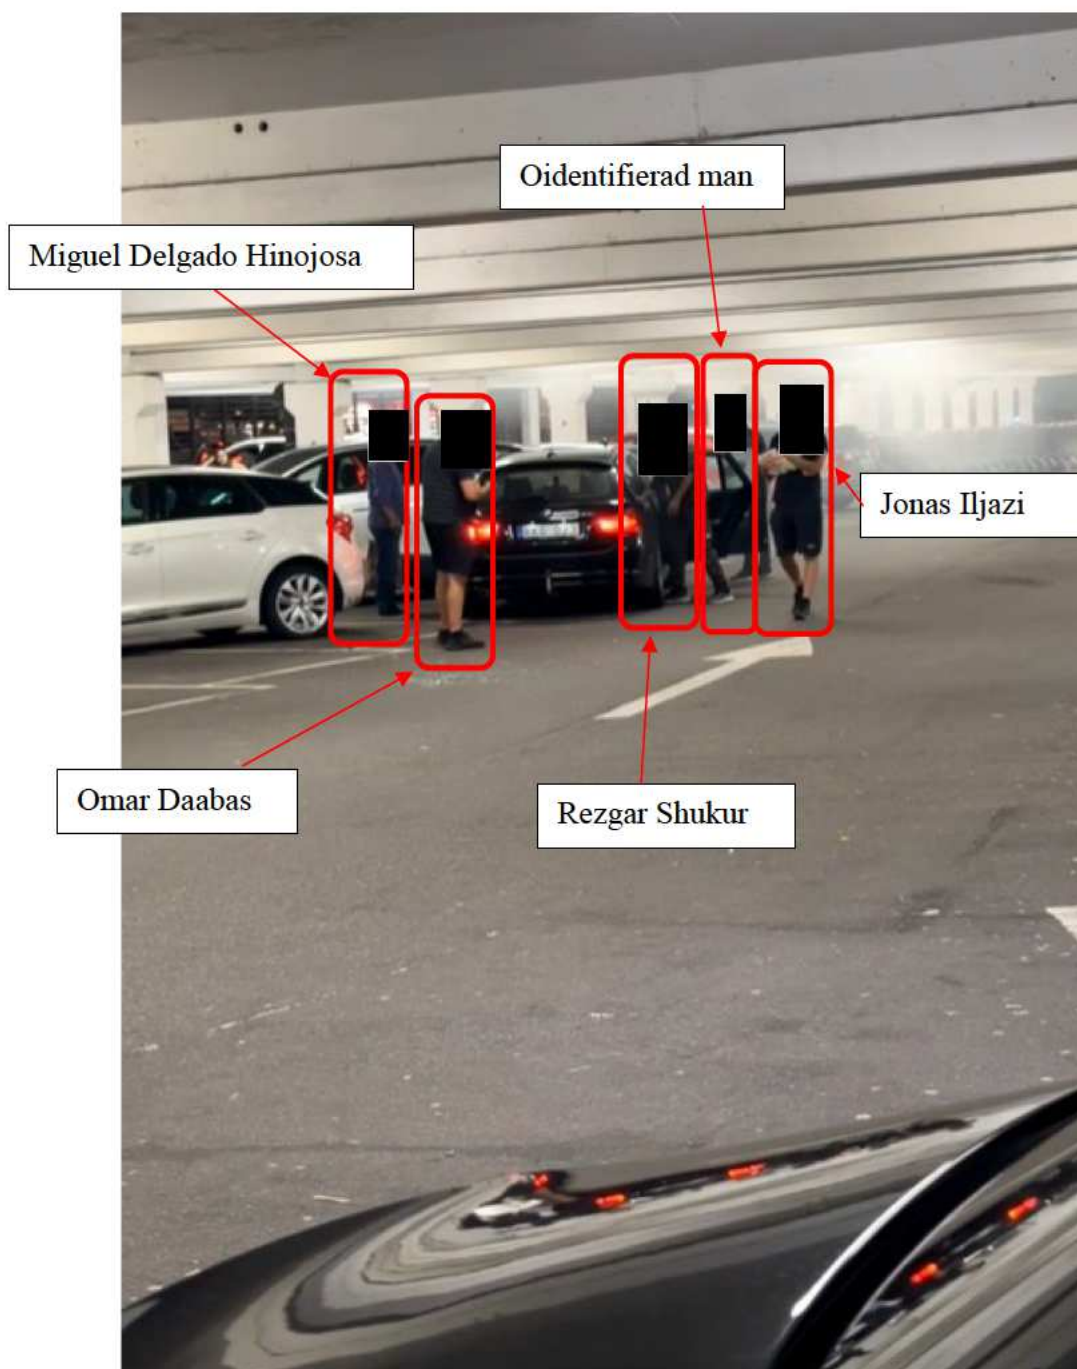 Oidentifierad man
Miguel Delgado Hinojosa
Jonas Iljazi
Omar Daabas
Rezgar Shukur